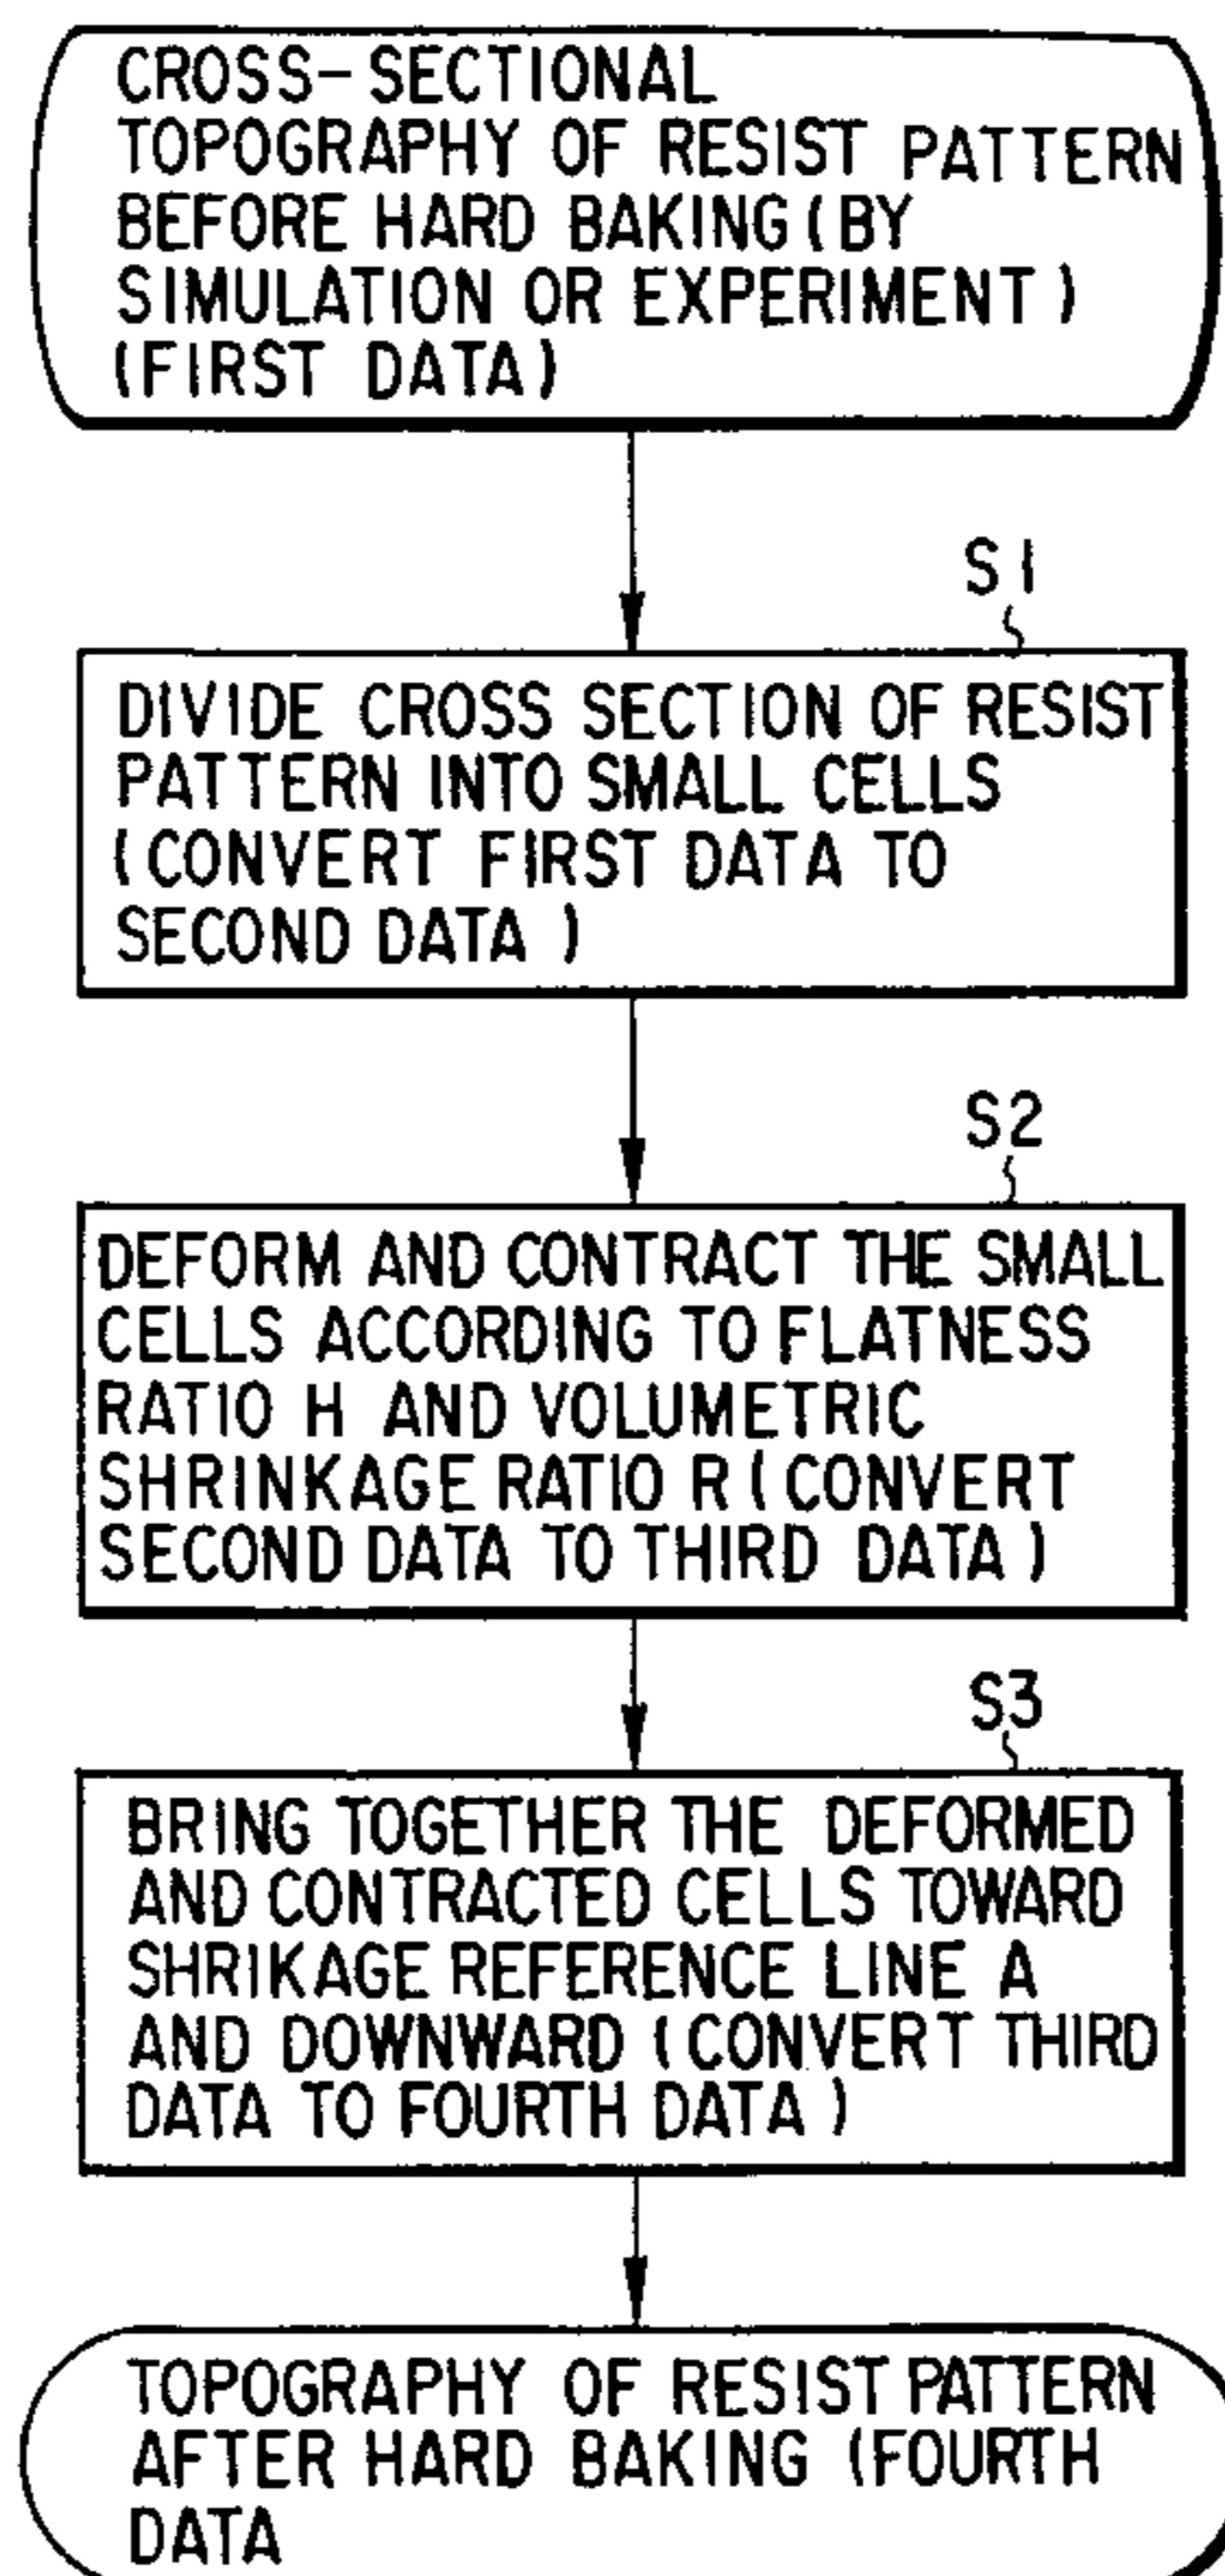 CROSS-SECTIONAL
TOPOGRAPHY OF RESIST PATTERN
BEFORE HARD BAKING (BY
SIMULATION OR EXPERIMENT)
(FIRST DATA)
S1
DIVIDE CROSS SECTION OF RESIST
PATTERN INTO SMALL CELLS
(CONVERT FIRST DATA TO
SECOND DATA)
S2
DEFORM AND CONTRACT THE SMALL
CELLS ACCORDING TO FLATNESS
RATIO H AND VOLUMETRIC
SHRINKAGE RATIO R (CONVERT
SECOND DATA TO THIRD DATA)
S3
BRING TOGETHER THE DEFORMED
AND CONTRACTED CELLS TOWARD
SHRIKAGE REFERENCE LINE A
AND DOWNWARD (CONVERT THIRD
DATA TO FOURTH DATA)
TOPOGRAPHY OF RESIST PATTERN
AFTER HARD BAKING (FOURTH
DATA